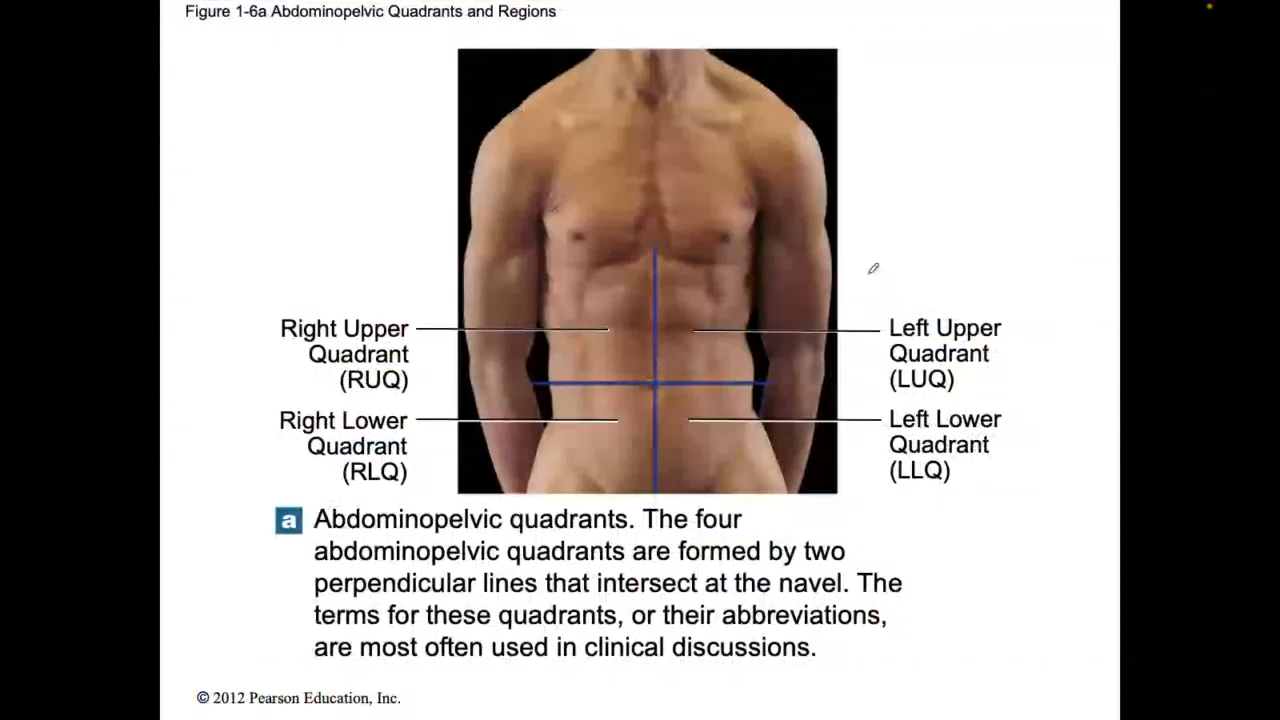 Figure 1-6a Abdominopelvic Quadrants and Regions
Right Upper
Quadrant
(RUQ)
Left Upper
Quadrant
(LUQ)
Right Lower
Quadrant
(RLQ)
Left Lower
Quadrant
(LLQ)
a Abdominopelvic quadrants. The four
abdominopelvic quadrants are formed by two
perpendicular lines that intersect at the navel. The
terms for these quadrants, or their abbreviations,
are most often used in clinical discussions.
© 2012 Pearson Education, Inc.